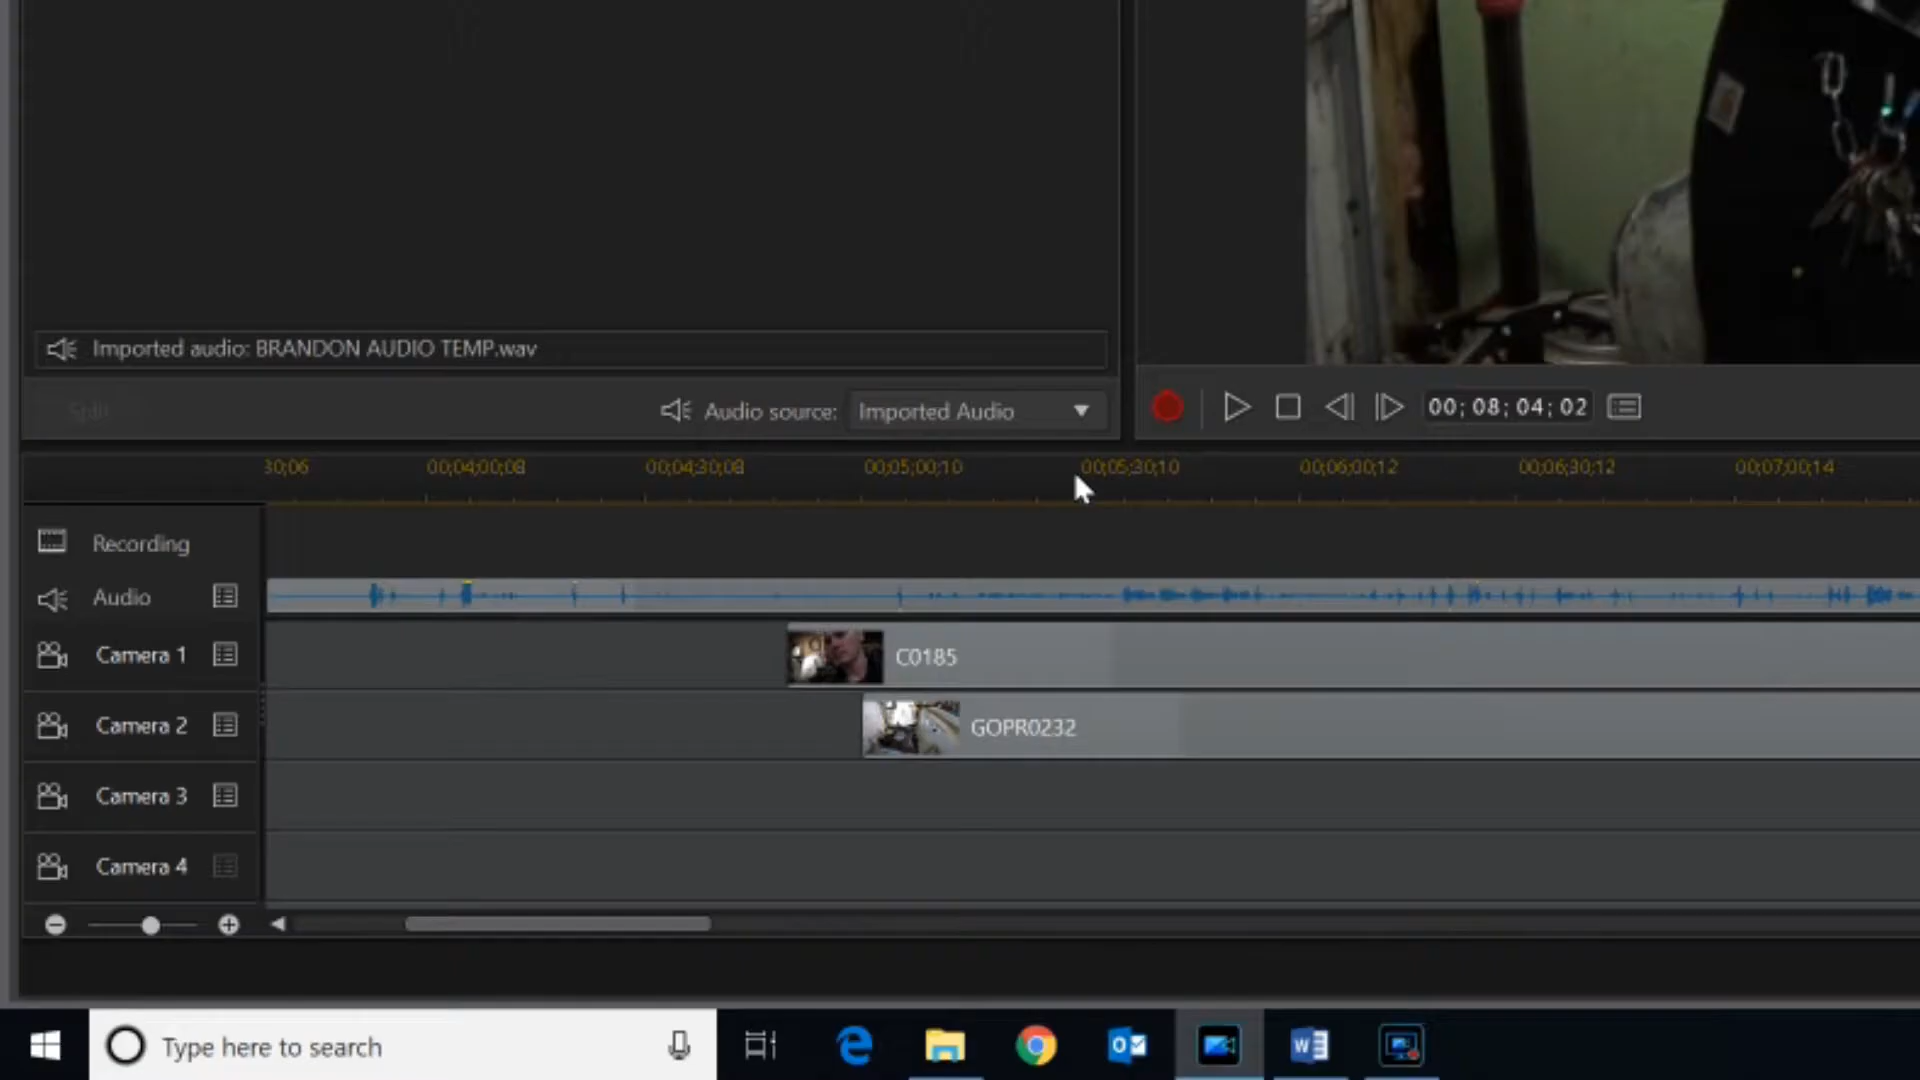 Imported audio: BRANDON AUDIO TEMP.wav
Split
Audio source: Imported Audio
00; 08; 04; 02
30;06 00;04;00;08 00;04;30;08 00;05;00;10 00;05;30;10 00;06;00;12 00;06;30;12 00;07;00;14
Recording
Audio
Camera 1 C0185
Camera 2 GOPR0232
Camera 3
Camera 4
Type here to search